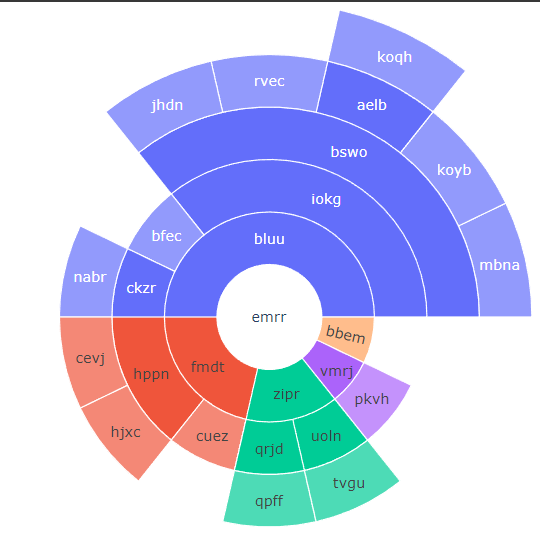 koqh
rvec
jhdn
aelb
bswo
koyb
iokg
bfec
bluu
mbna
nabr
ckzr
emrr
bbem
cevj
hppn
fmdt
vmrj
zipr
pkvh
hjxc
cuez
uoln
qrjd
tvgu
qpff